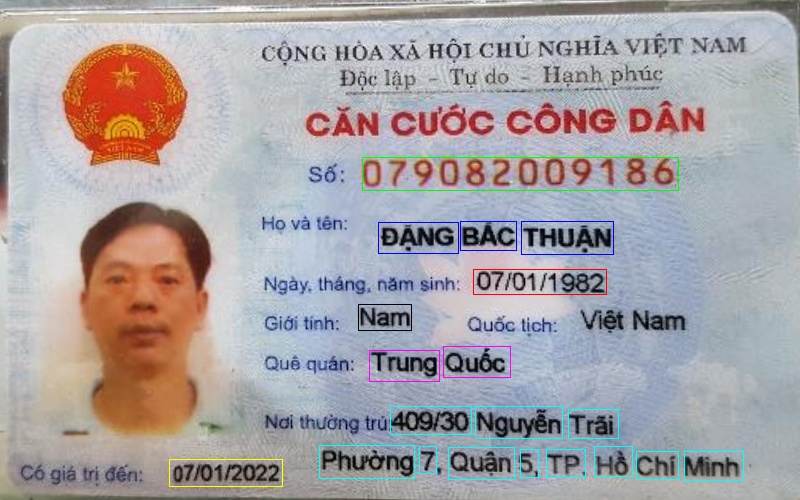 CỘNG HÒA XÃ HỘI CHỦ NGHĨA VIỆT NAM
Độc lập - Tự do - Hạnh phúc
CĂN CƯỚC CÔNG DÂN
Số: 079082009186
Họ và tên: ĐẶNG BẮC THUẬN
Ngày, tháng, năm sinh: 07/01/1982
Giới tính: Nam Quốc tịch: Việt Nam
Quê quán: Trung Quốc
Nơi thường trú: 409/30 Nguyễn Trãi
Phường 7, Quận 5, TP. Hồ Chí Minh
Có giá trị đến: 07/01/2022
VIỆT NAM